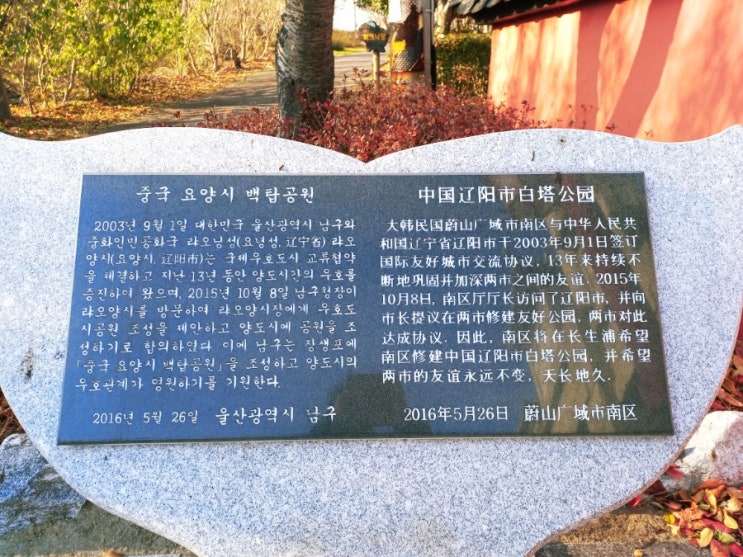 중국 요양시 백탑공원
2003년 9월 1일 대한민국 울산광역시 남구와
중화인민공화국 랴오닝성(요녕성, 辽宁省) 랴오
양시(요양시, 辽阳市)는 국제우호도시 교류협약
을 체결하고 지난 13년 동안 양도시간의 우호를
증진하여 왔으며, 2015년 10월 8일 남구청장이
랴오양시를 방문하여 랴오양시장에게 우호도
시공원 조성을 제안하고 양도시에 공원을 조
성하기로 합의하였다. 이에 남구는 장생포에
「중국 요양시 백탑공원」을 조성하고 양도시의
우호관계가 영원하기를 기원한다.
2016년 5월 26일 울산광역시 남구
中国辽阳市白塔公园
大韩民国蔚山广域市南区与中华人民共
和国辽宁省辽阳市于2003年9月1日签订
国际友好城市交流协议, 13年来持续不
断地巩固并加深两市之间的友谊. 2015年
10月8日, 南区厅厅长访问了辽阳市, 并向
市长提议在两市修建友好公园, 两市对此
达成协议. 因此, 南区将在长生浦希望
南区修建中国辽阳市白塔公园, 并希望
两市的友谊永远不变, 天长地久.
2016年5月26日 蔚山广域市南区